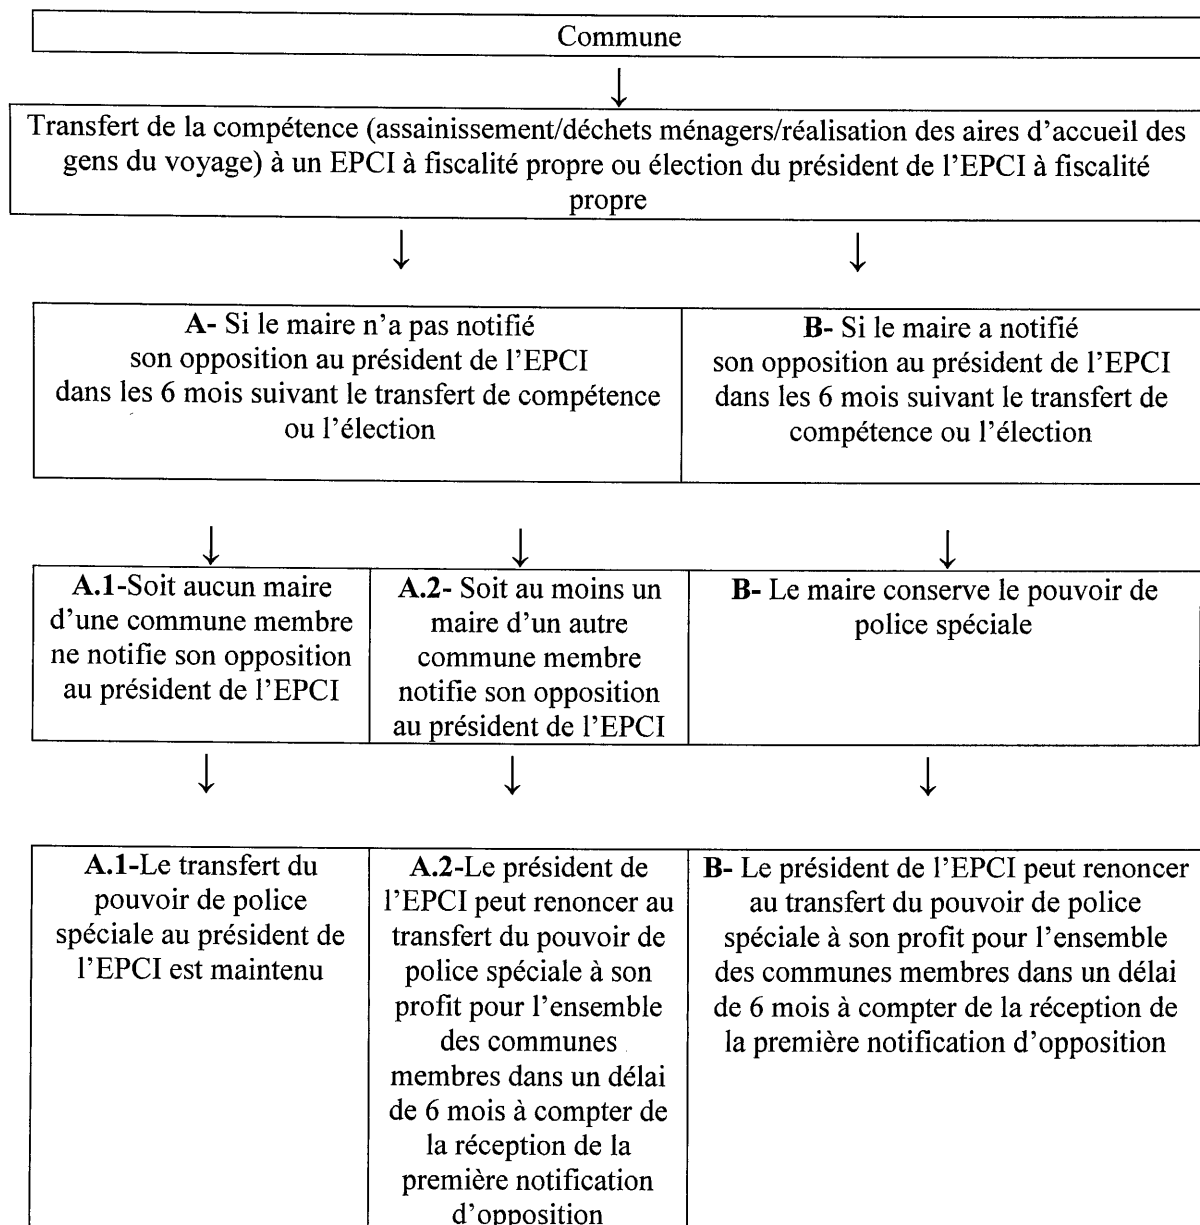 Commune
↓
Transfert de la compétence (assainissement/déchets ménagers/réalisation des aires d'accueil des
gens du voyage) à un EPCI à fiscalité propre ou élection du président de l'EPCI à fiscalité
propre
↓ ↓
A- Si le maire n'a pas notifié
son opposition au président de l'EPCI
dans les 6 mois suivant le transfert de compétence
ou l'élection
B- Si le maire a notifié
son opposition au président de l'EPCI
dans les 6 mois suivant le transfert de
compétence ou l'élection
↓ ↓ ↓
A.1-Soit aucun maire
d'une commune membre
ne notifie son opposition
au président de l'EPCI
A.2- Soit au moins un
maire d'un autre
commune membre
notifie son opposition
au président de l'EPCI
B- Le maire conserve le pouvoir de
police spéciale
↓ ↓ ↓
A.1-Le transfert du
pouvoir de police
spéciale au président de
l'EPCI est maintenu
A.2-Le président de
l'EPCI peut renoncer au
transfert du pouvoir de
police spéciale à son
profit pour l'ensemble
des communes
membres dans un délai
de 6 mois à compter de
la réception de la
première notification
d'opposition
B- Le président de l'EPCI peut renoncer
au transfert du pouvoir de police
spéciale à son profit pour l'ensemble
des communes membres dans un délai
de 6 mois à compter de la réception de
la première notification d'opposition